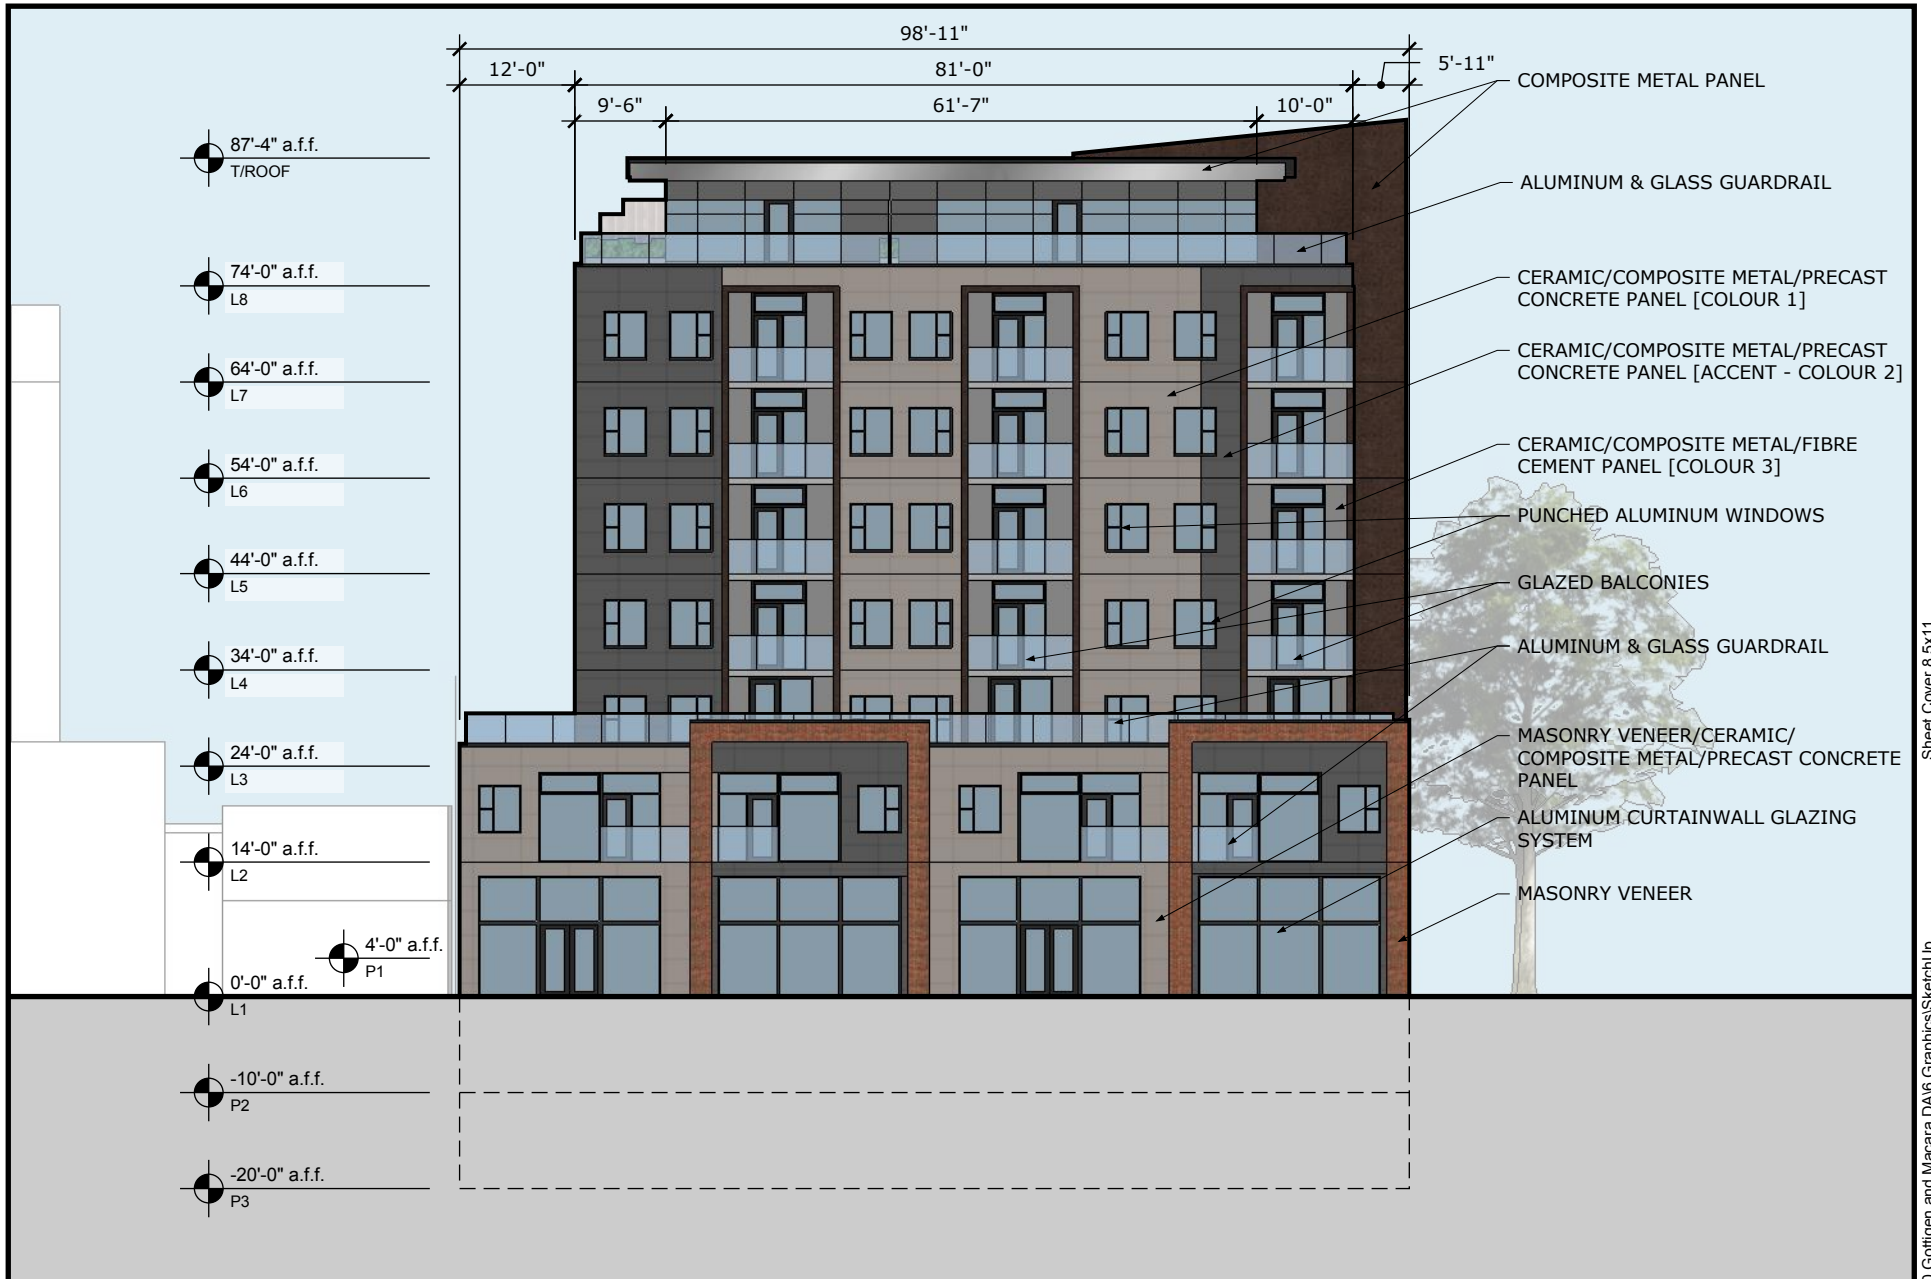 98'-11"
12'-0"
81'-0"
5'-11"
9'-6"
61'-7"
10'-0"
87'-4" a.f.f.
T/ROOF
74'-0" a.f.f.
L8
64'-0" a.f.f.
L7
54'-0" a.f.f.
L6
44'-0" a.f.f.
L5
34'-0" a.f.f.
L4
24'-0" a.f.f.
L3
14'-0" a.f.f.
L2
4'-0" a.f.f.
P1
0'-0" a.f.f.
L1
-10'-0" a.f.f.
P2
-20'-0" a.f.f.
P3
COMPOSITE METAL PANEL
ALUMINUM & GLASS GUARDRAIL
CERAMIC/COMPOSITE METAL/PRECAST
CONCRETE PANEL [COLOUR 1]
CERAMIC/COMPOSITE METAL/PRECAST
CONCRETE PANEL [ACCENT - COLOUR 2]
CERAMIC/COMPOSITE METAL/FIBRE
CEMENT PANEL [COLOUR 3]
PUNCHED ALUMINUM WINDOWS
GLAZED BALCONIES
ALUMINUM & GLASS GUARDRAIL
MASONRY VENEER/CERAMIC/
COMPOSITE METAL/PRECAST CONCRETE
PANEL
ALUMINUM CURTAINWALL GLAZING
SYSTEM
MASONRY VENEER
Sheet Cover 8.5x11
Gottigen and Macara DA\6 Graphics\SketchUp